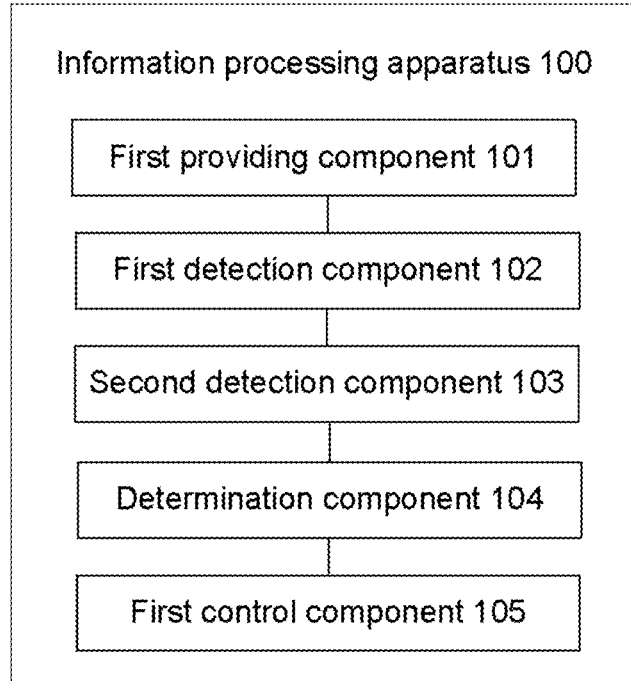 Information processing apparatus 100
First providing component 101
First detection component 102
Second detection component 103
Determination component 104
First control component 105